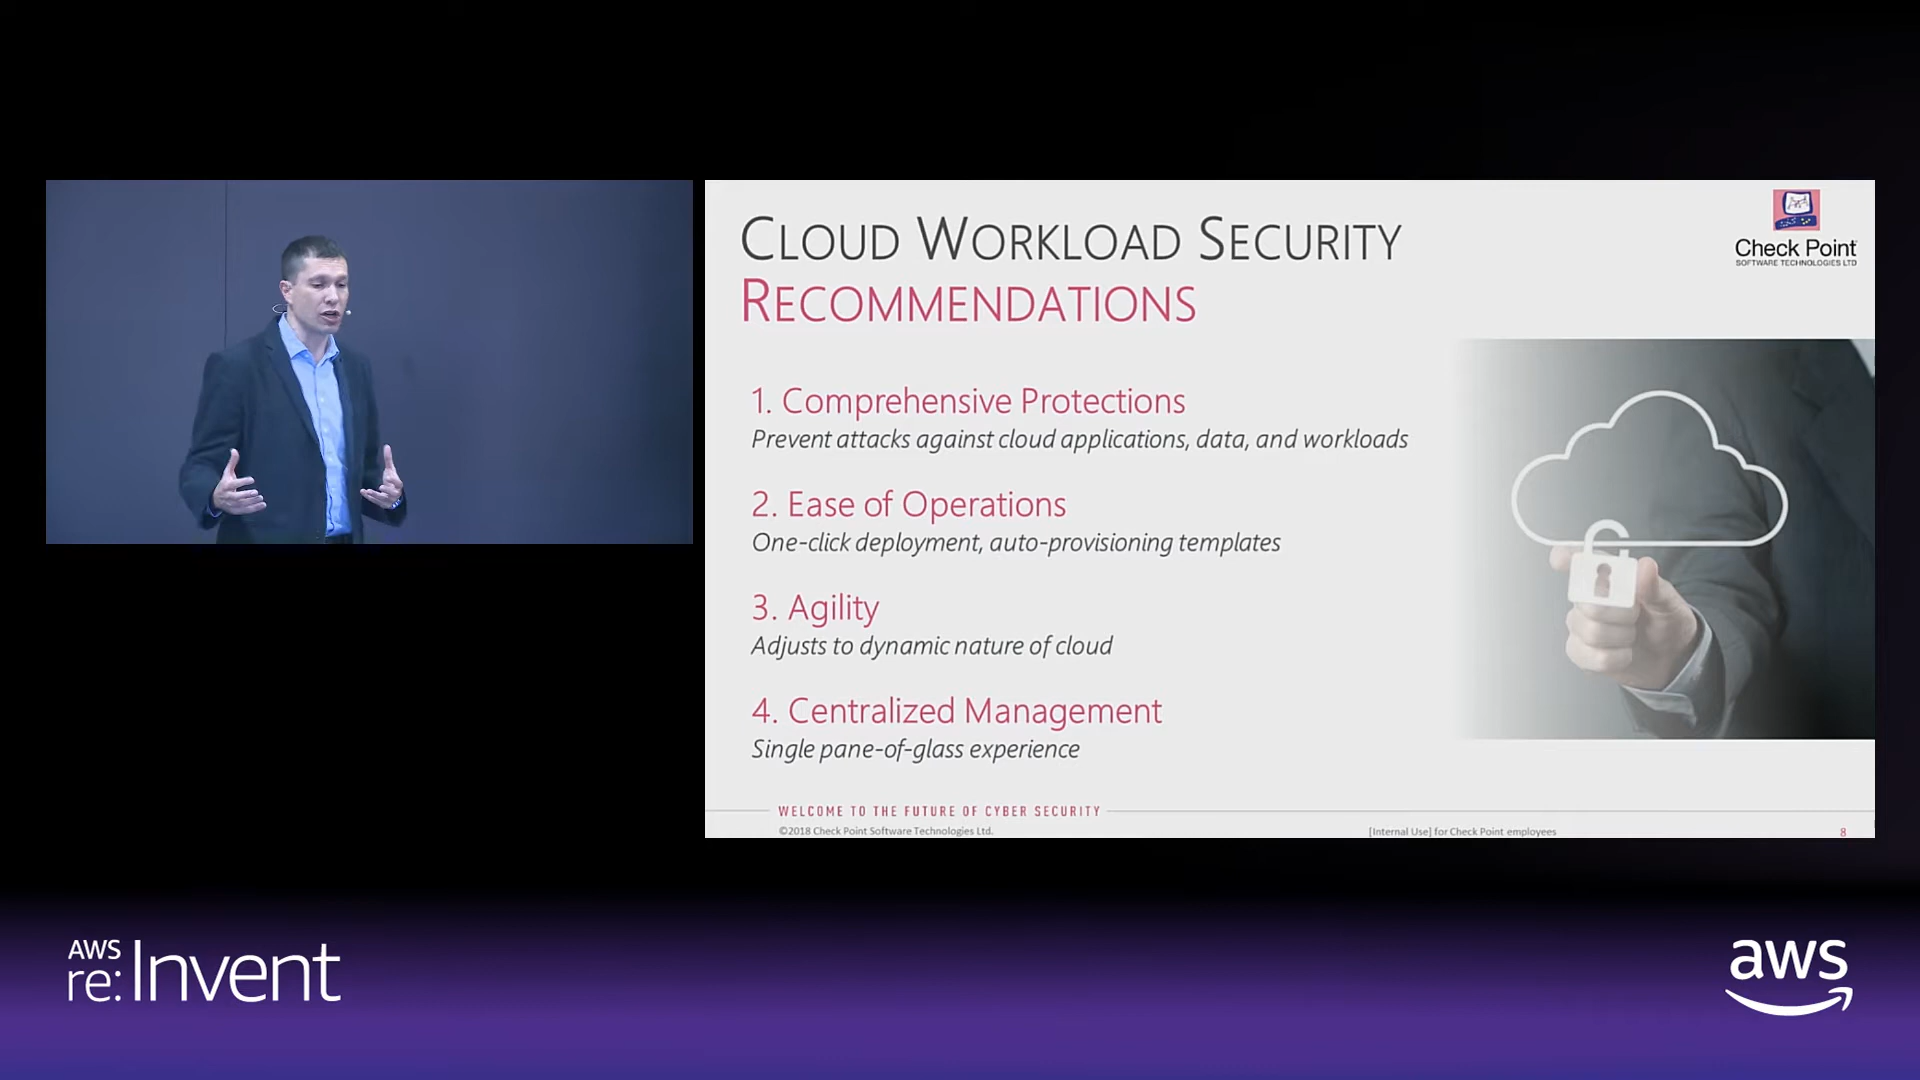 CLOUD WORKLOAD SECURITY
RECOMMENDATIONS
Check Point
SOFTWARE TECHNOLOGIES LTD
1. Comprehensive Protections
Prevent attacks against cloud applications, data, and workloads
2. Ease of Operations
One-click deployment, auto-provisioning templates
3. Agility
Adjusts to dynamic nature of cloud
4. Centralized Management
Single pane-of-glass experience
WELCOME TO THE FUTURE OF CYBER SECURITY
©2018 Check Point Software Technologies Ltd.
[Internal Use] for Check Point employees
8
AWS
re:Invent
aws